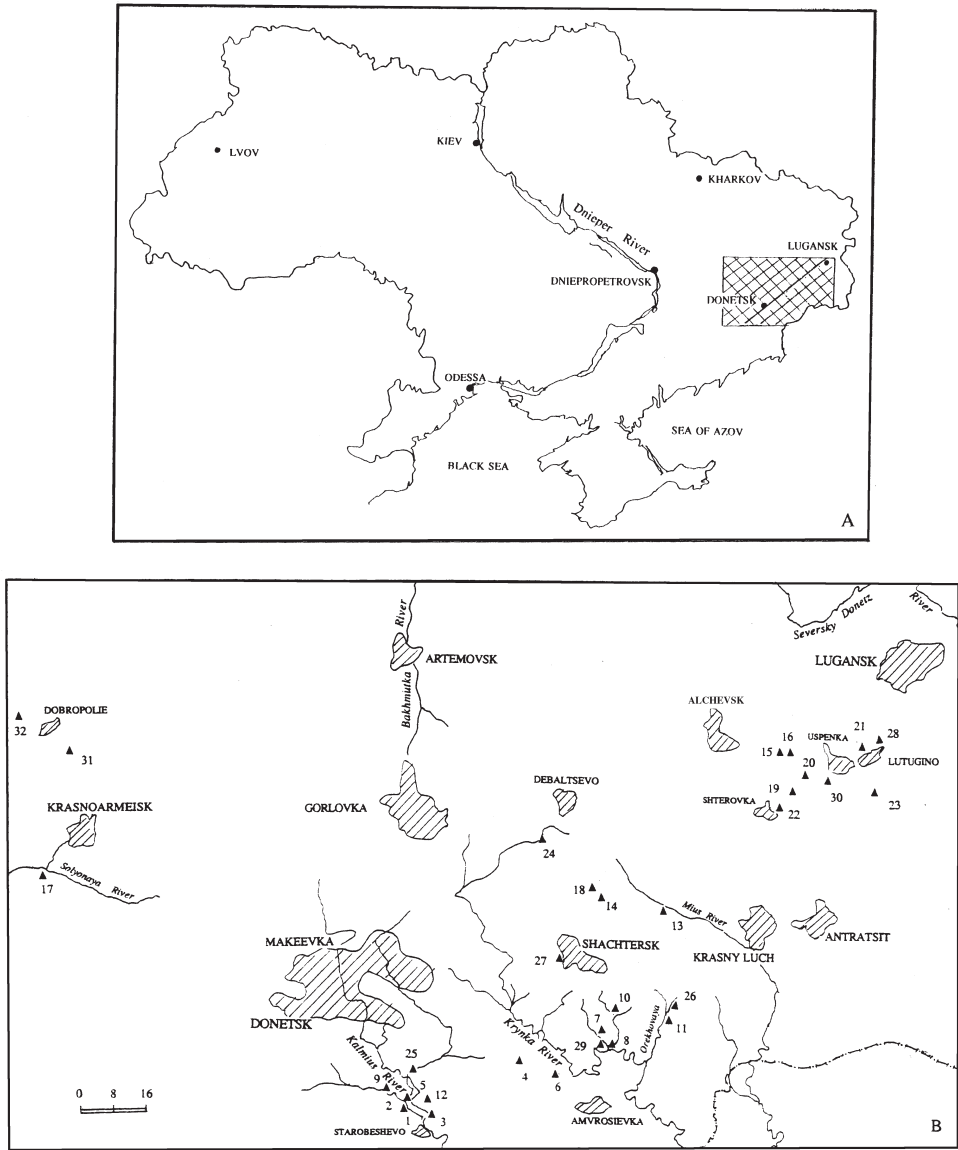 LVOV
KIEV
KHARKOV
Dnieper River
LUGANSK
DNIEPROPETROVSK
DONETSK
ODESSA
SEA OF AZOV
BLACK SEA
A
River
Seversky Donetz
River
ARTEMOVSK
LUGANSK
Bakhmutka
ALCHEVSK
DOBROPOLIE
32
31
16
15
USPENKA
21
28
20
LUTUGINO
DEBALTSEVO
KRASNOARMEISK
GORLOVKA
19
SHTEROVKA
22
30
23
24
17
Solyonaya River
18
14
13
Mius River
MAKEEVKA
SHACHTERSK
27
KRASNY LUCH
ANTRATSIT
DONETSK
10
26
7
11
Krynka River
29
8
Orekhovaya
Kalmius River
25
9
5
12
4
6
2
1
3
0 8 16
STAROBESHEVO
AMVROSIEVKA
B